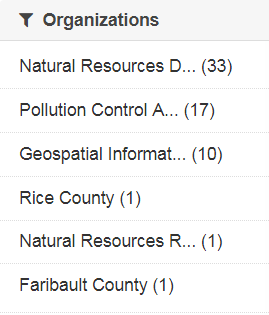 Organizations
Natural Resources D... (33)
Pollution Control A... (17)
Geospatial Informat... (10)
Rice County (1)
Natural Resources R... (1)
Faribault County (1)